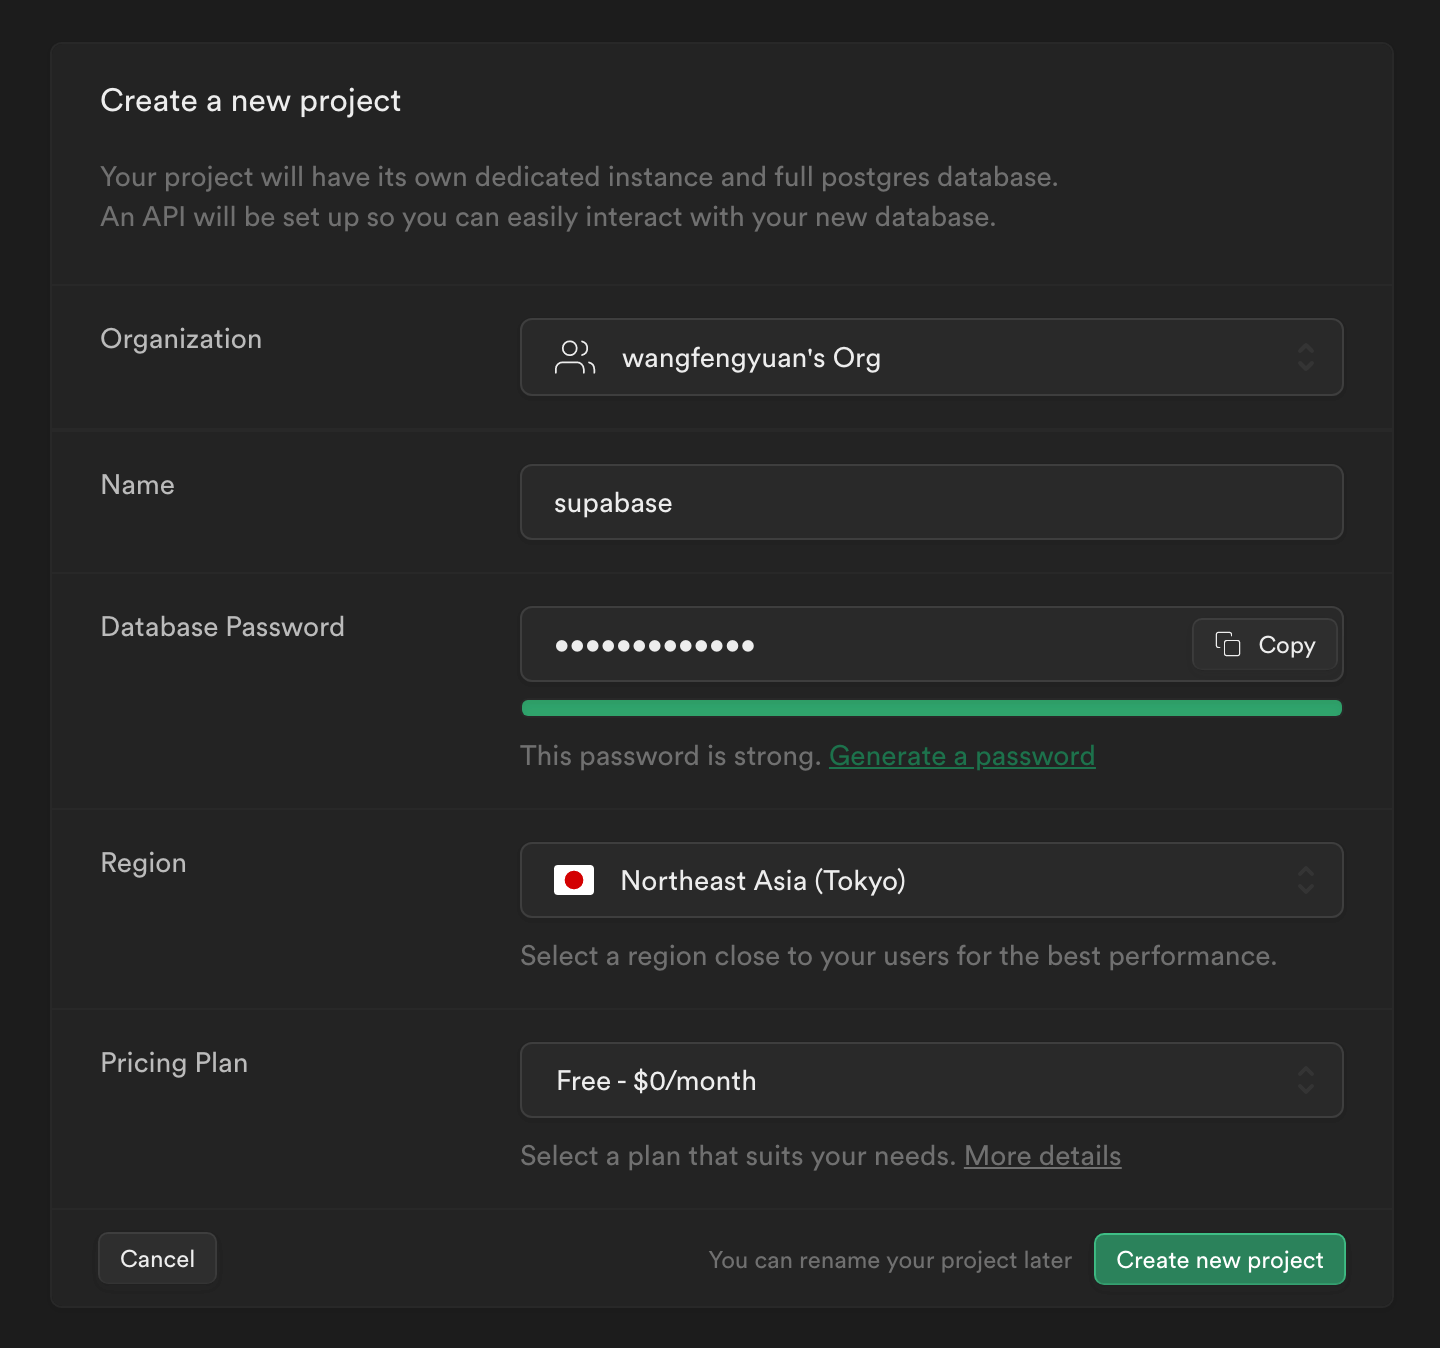 Create a new project
Your project will have its own dedicated instance and full postgres database.
An API will be set up so you can easily interact with your new database.
Organization
wangfengyuan's Org
Name
supabase
Database Password
•••••••••••••
Copy
This password is strong. Generate a password
Region
Northeast Asia (Tokyo)
Select a region close to your users for the best performance.
Pricing Plan
Free - $0/month
Select a plan that suits your needs. More details
Cancel
You can rename your project later
Create new project